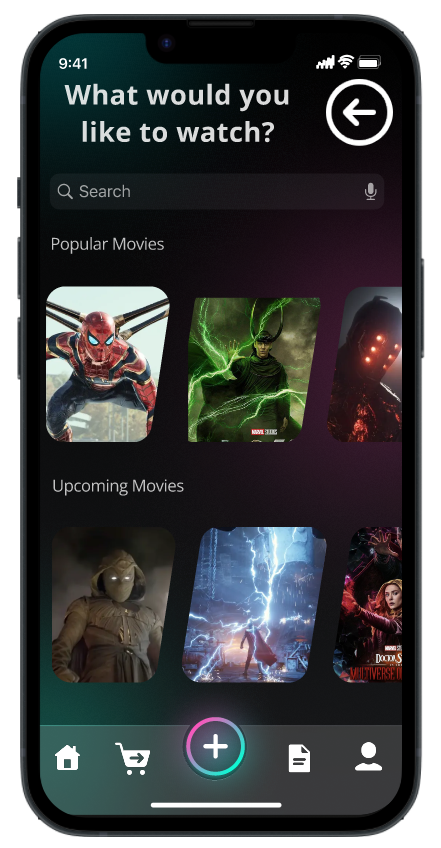 9:41
What would you
like to watch?
Search
Popular Movies
MARVEL STUDIOS
Upcoming Movies
DOCTOR S
MULTIVERSE O